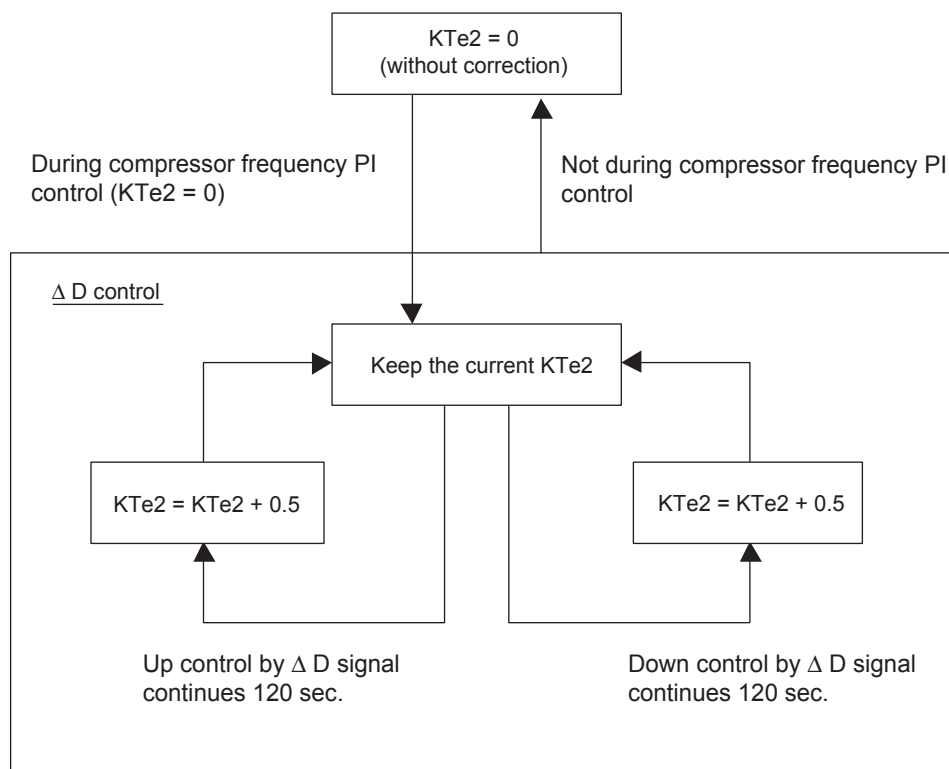 KTe2 = 0
(without correction)
During compressor frequency PI
control (KTe2 = 0)
Not during compressor frequency PI
control
Δ D control
Keep the current KTe2
KTe2 = KTe2 + 0.5
KTe2 = KTe2 + 0.5
Up control by Δ D signal
continues 120 sec.
Down control by Δ D signal
continues 120 sec.